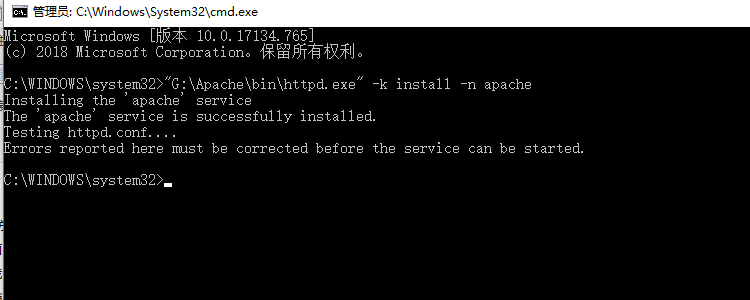 管理员: C:\Windows\System32\cmd.exe
Microsoft Windows [版本 10.0.17134.765]
(c) 2018 Microsoft Corporation。保留所有权利。
C:\WINDOWS\system32>"G:\Apache\bin\httpd.exe" -k install -n apache
Installing the 'apache' service
The 'apache' service is successfully installed.
Testing httpd.conf....
Errors reported here must be corrected before the service can be started.
C:\WINDOWS\system32>